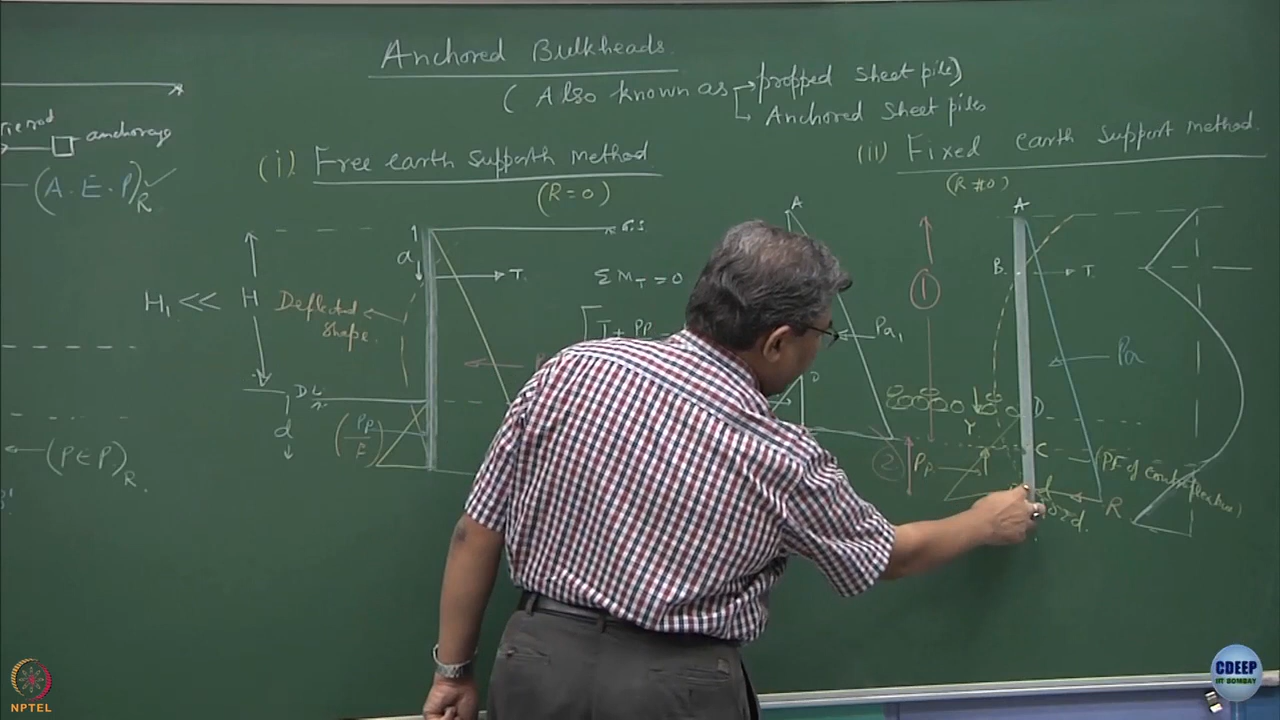 Anchored Bulkheads.
( Also known as → propped sheet pile)
Anchored sheet piles
(i) Free earth supporth method.
(R=0)
(ii) Fixed earth support method.
(R ≠0)
anchorage
(A.E.P)R
(P E P)R.
H1 << H
Deflected
shape.
a
T.
G.S
D.L
d
Pp/F
ΣMT =0
A
D
Pa1
1
2
A
B
T.
Pa
D
Y
C
Pp
(Pt of contraflexure)
R
NPTEL
CDEEP
IIT BOMBAY